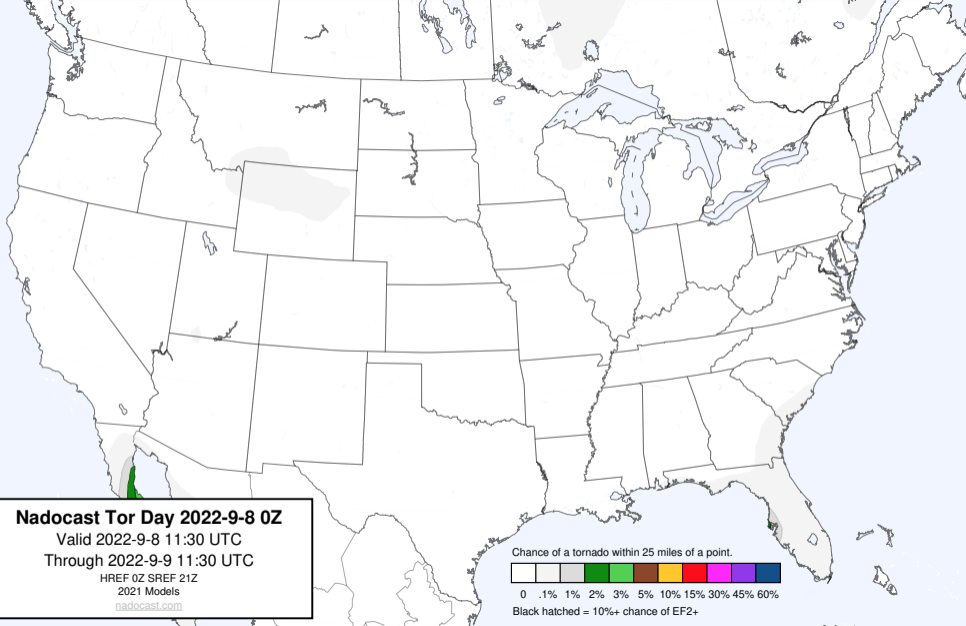 Nadocast Tor Day 2022-9-8 0Z
Valid 2022-9-8 11:30 UTC
Through 2022-9-9 11:30 UTC
HREF 0Z SREF 21Z
2021 Models
nadocast.com
Chance of a tornado within 25 miles of a point.
0 .1% 1% 2% 3% 5% 10% 15% 30% 45% 60%
Black hatched = 10%+ chance of EF2+